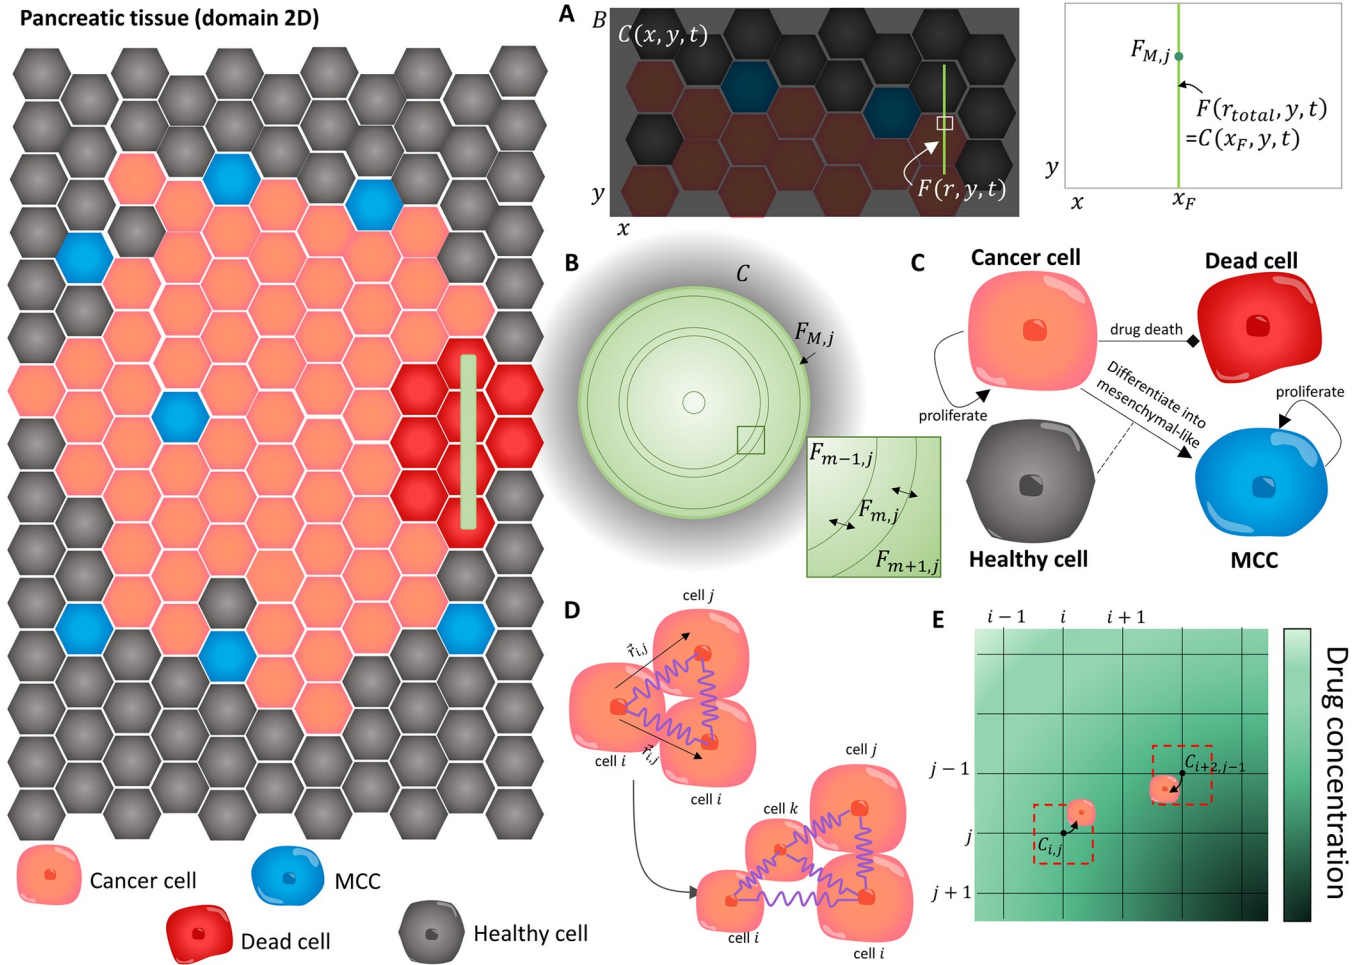 Pancreatic tissue (domain 2D)
Cancer cell
MCC
Dead cell
Healthy cell
A
B
C(x, y, t)
F(r, y, t)
y
x
F_{M,j}
F(r_{total}, y, t)
=C(x_F, y, t)
y
x
x_F
B
C
F_{M,j}
F_{m−1,j}
F_{m,j}
F_{m+1,j}
C
Cancer cell
Dead cell
drug death
Differentiate into
mesenchymal-like
proliferate
proliferate
Healthy cell
MCC
D
cell j
r⃗_{i,j}
r⃗_{i,j}
cell i
cell i
cell j
cell k
cell i
cell i
E
i − 1
i
i + 1
j − 1
j
j + 1
C_{i+2,j−1}
C_{i,j}
Drug concentration